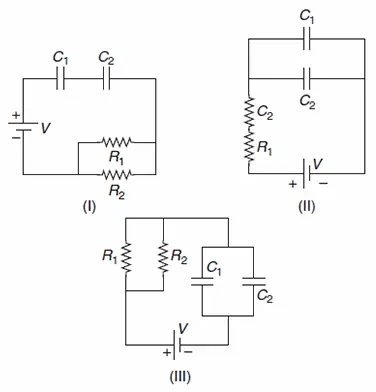 C1 C2
+
− V
R1
R2
(I)
C1
C2
C2
R1
V
+ −
(II)
R1 R2 C1
C2
V
+ −
(III)